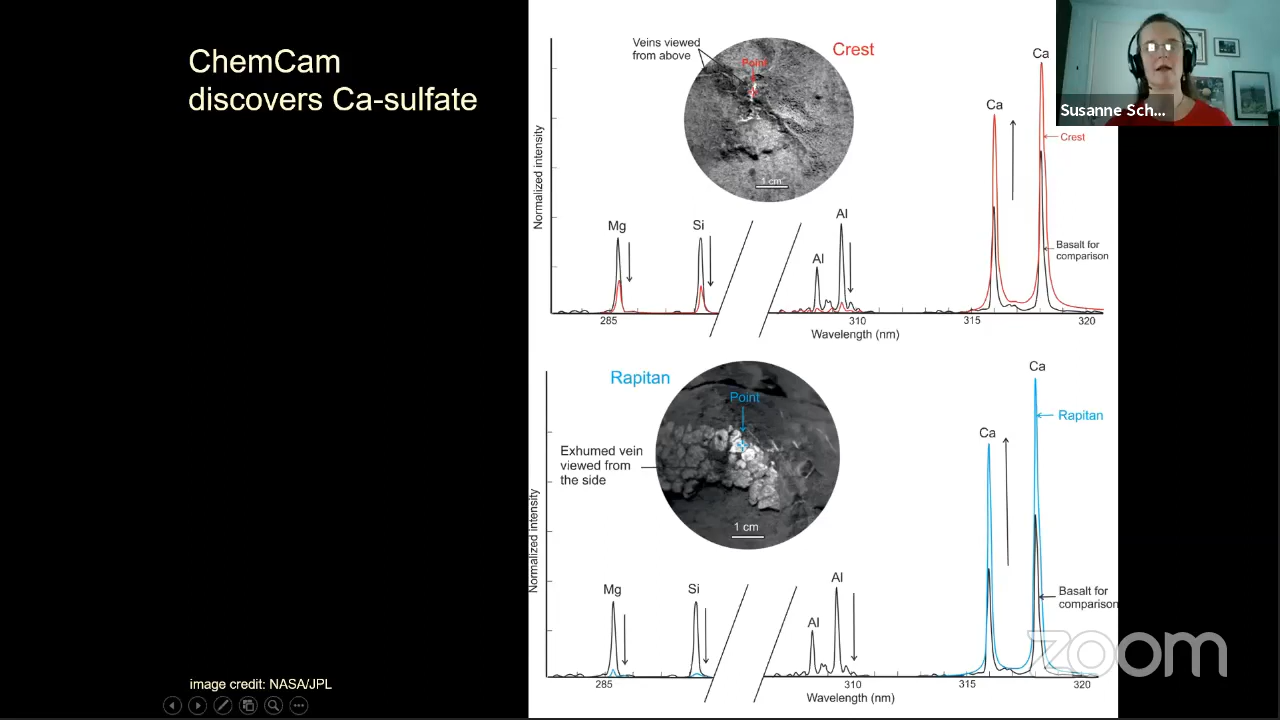 ChemCam
discovers Ca-sulfate
image credit: NASA/JPL
Veins viewed
from above
Point
Crest
1 cm
Normalized intensity
Mg
Si
Al
Al
Ca
Ca
Crest
Basalt for
comparison
285
310
315
320
Wavelength (nm)
Rapitan
Point
Exhumed vein
viewed from
the side
1 cm
Normalized intensity
Mg
Si
Al
Al
Ca
Ca
Rapitan
Basalt for
comparison
285
310
315
320
Wavelength (nm)
Susanne Sch...
zoom